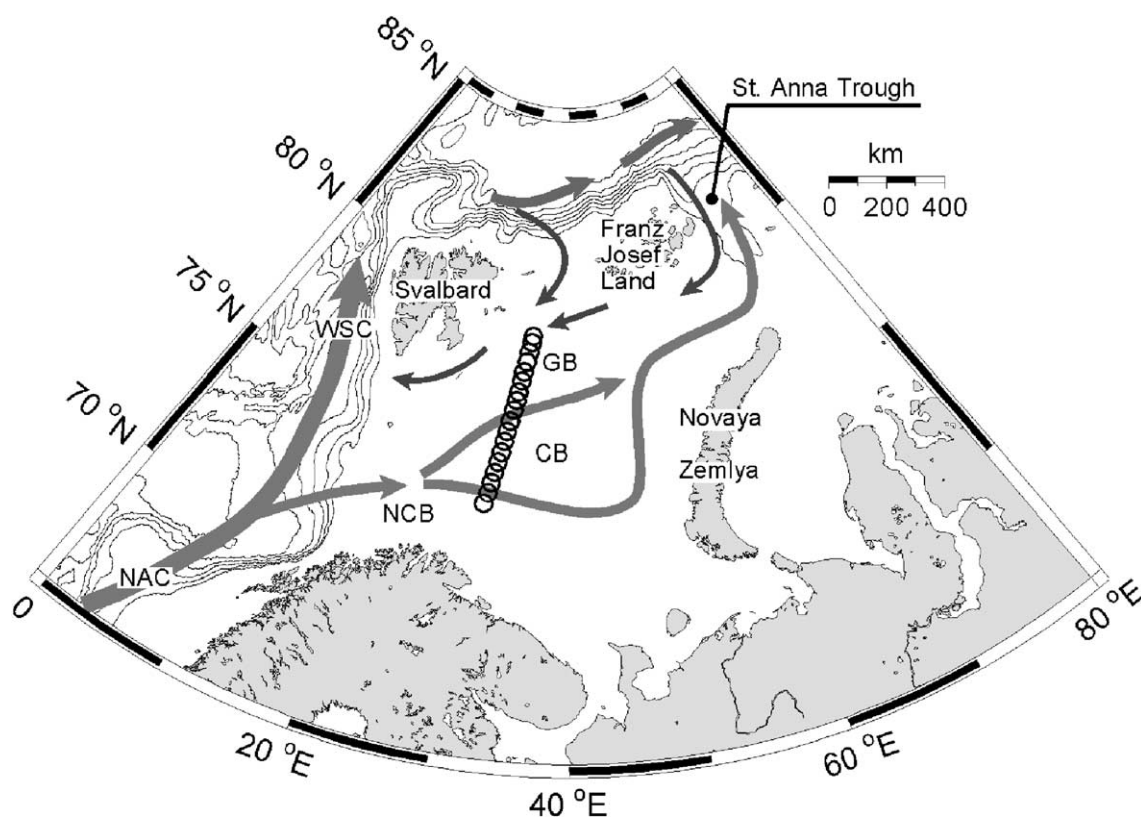 85 °N
St. Anna Trough
80 °N
km
0 200 400
Franz
Josef
Land
75 °N
Svalbard
WSC
GB
70 °N
Novaya
CB
Zemlya
NCB
NAC
0
80 °E
20 °E
60 °E
40 °E